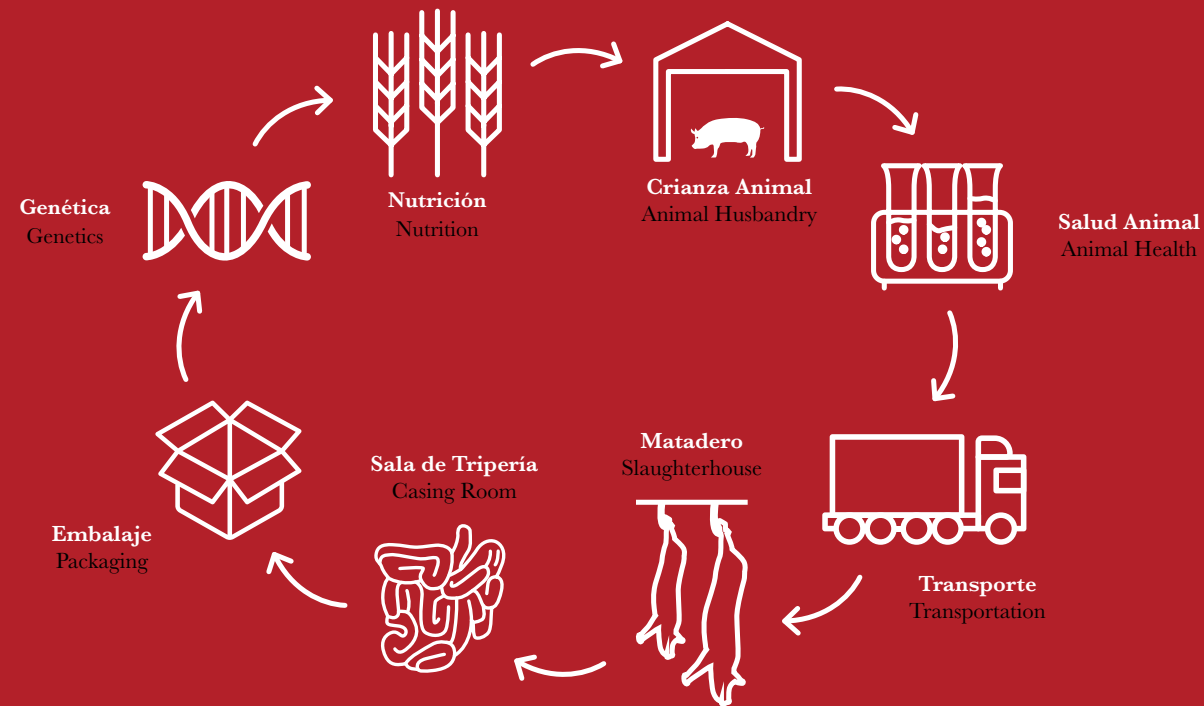 Genética
Genetics
Nutrición
Nutrition
Crianza Animal
Animal Husbandry
Salud Animal
Animal Health
Transporte
Transportation
Matadero
Slaughterhouse
Sala de Tripería
Casing Room
Embalaje
Packaging